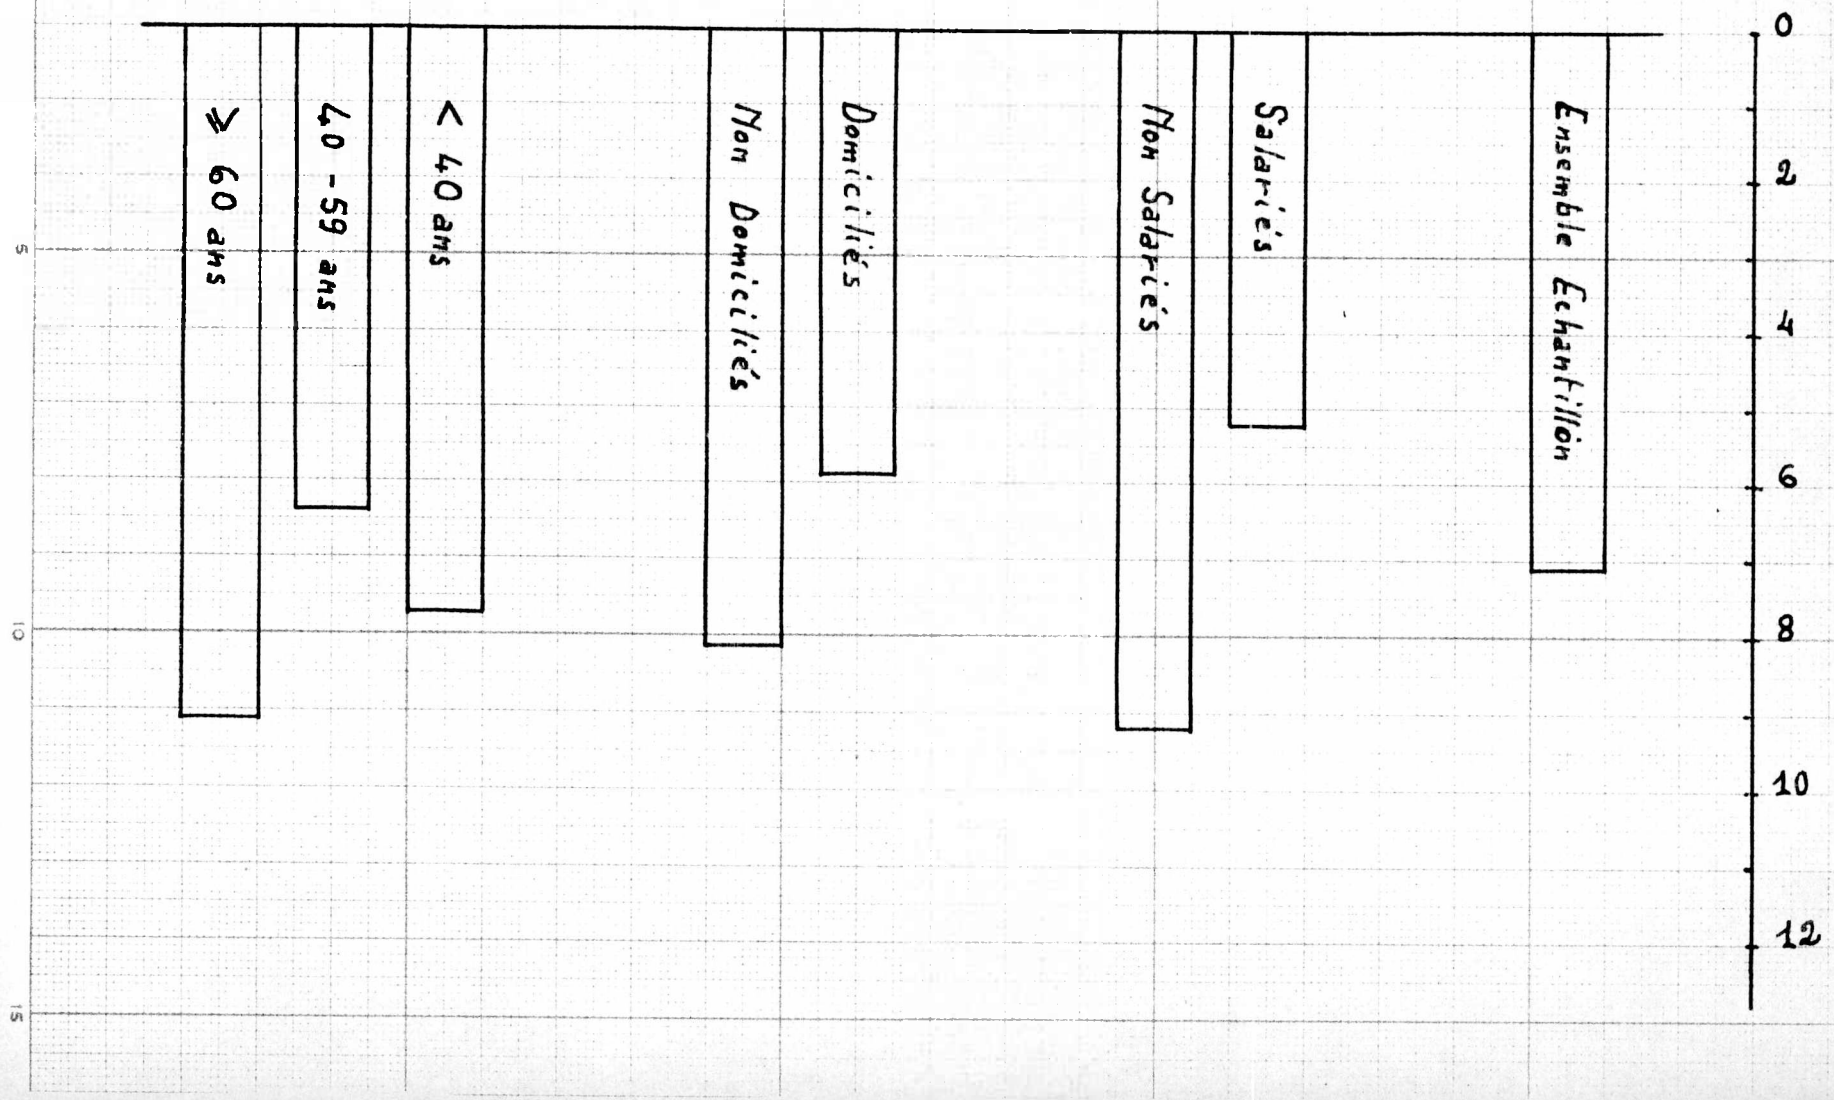 0
2
4
6
8
10
12
Ensemble Echantillon
Salariés
Non Salariés
Domiciliés
Non Domiciliés
< 40 ans
40 - 59 ans
⩾ 60 ans
5
10
15